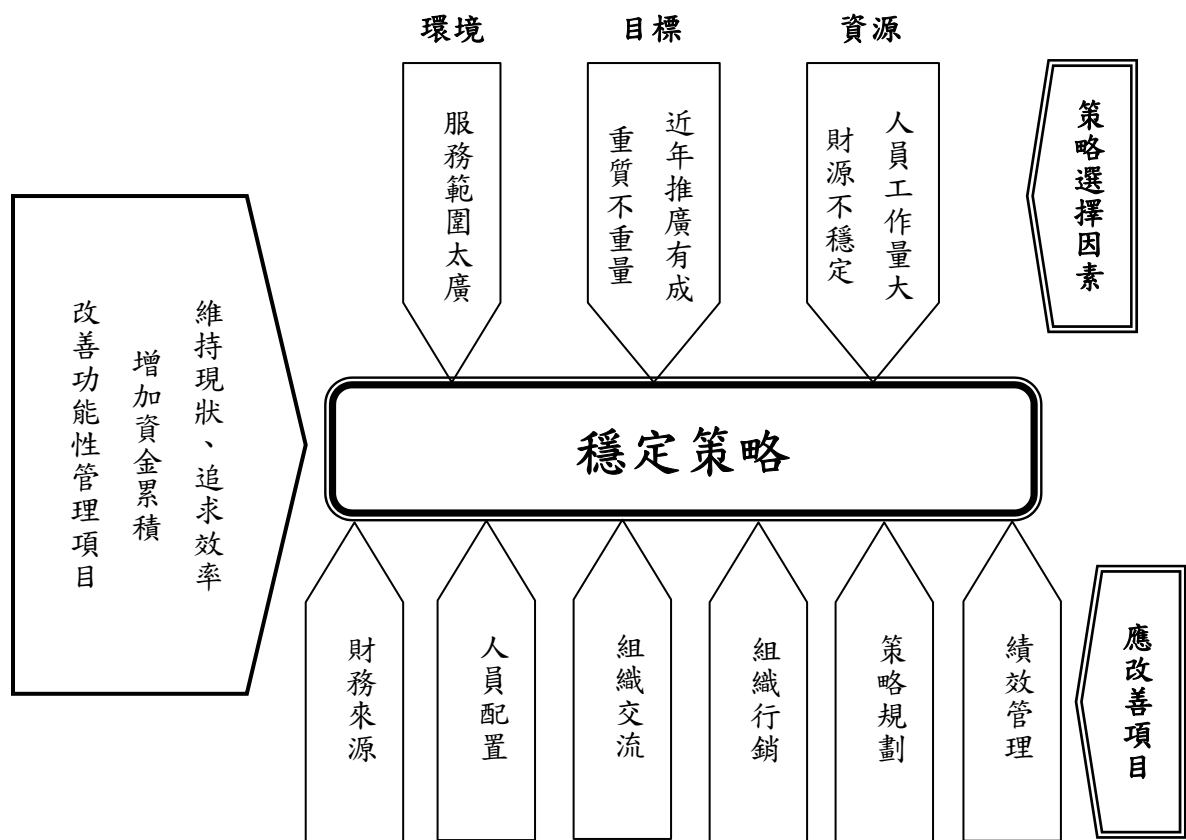 環境
目標
資源
服務範圍太廣
近年推廣有成
重質不重量
人員工作量大
財源不穩定
策略選擇因素
維持現狀、追求效率
增加資金累積
改善功能性管理項目
穩定策略
財務來源
人員配置
組織交流
組織行銷
策略規劃
績效管理
應改善項目